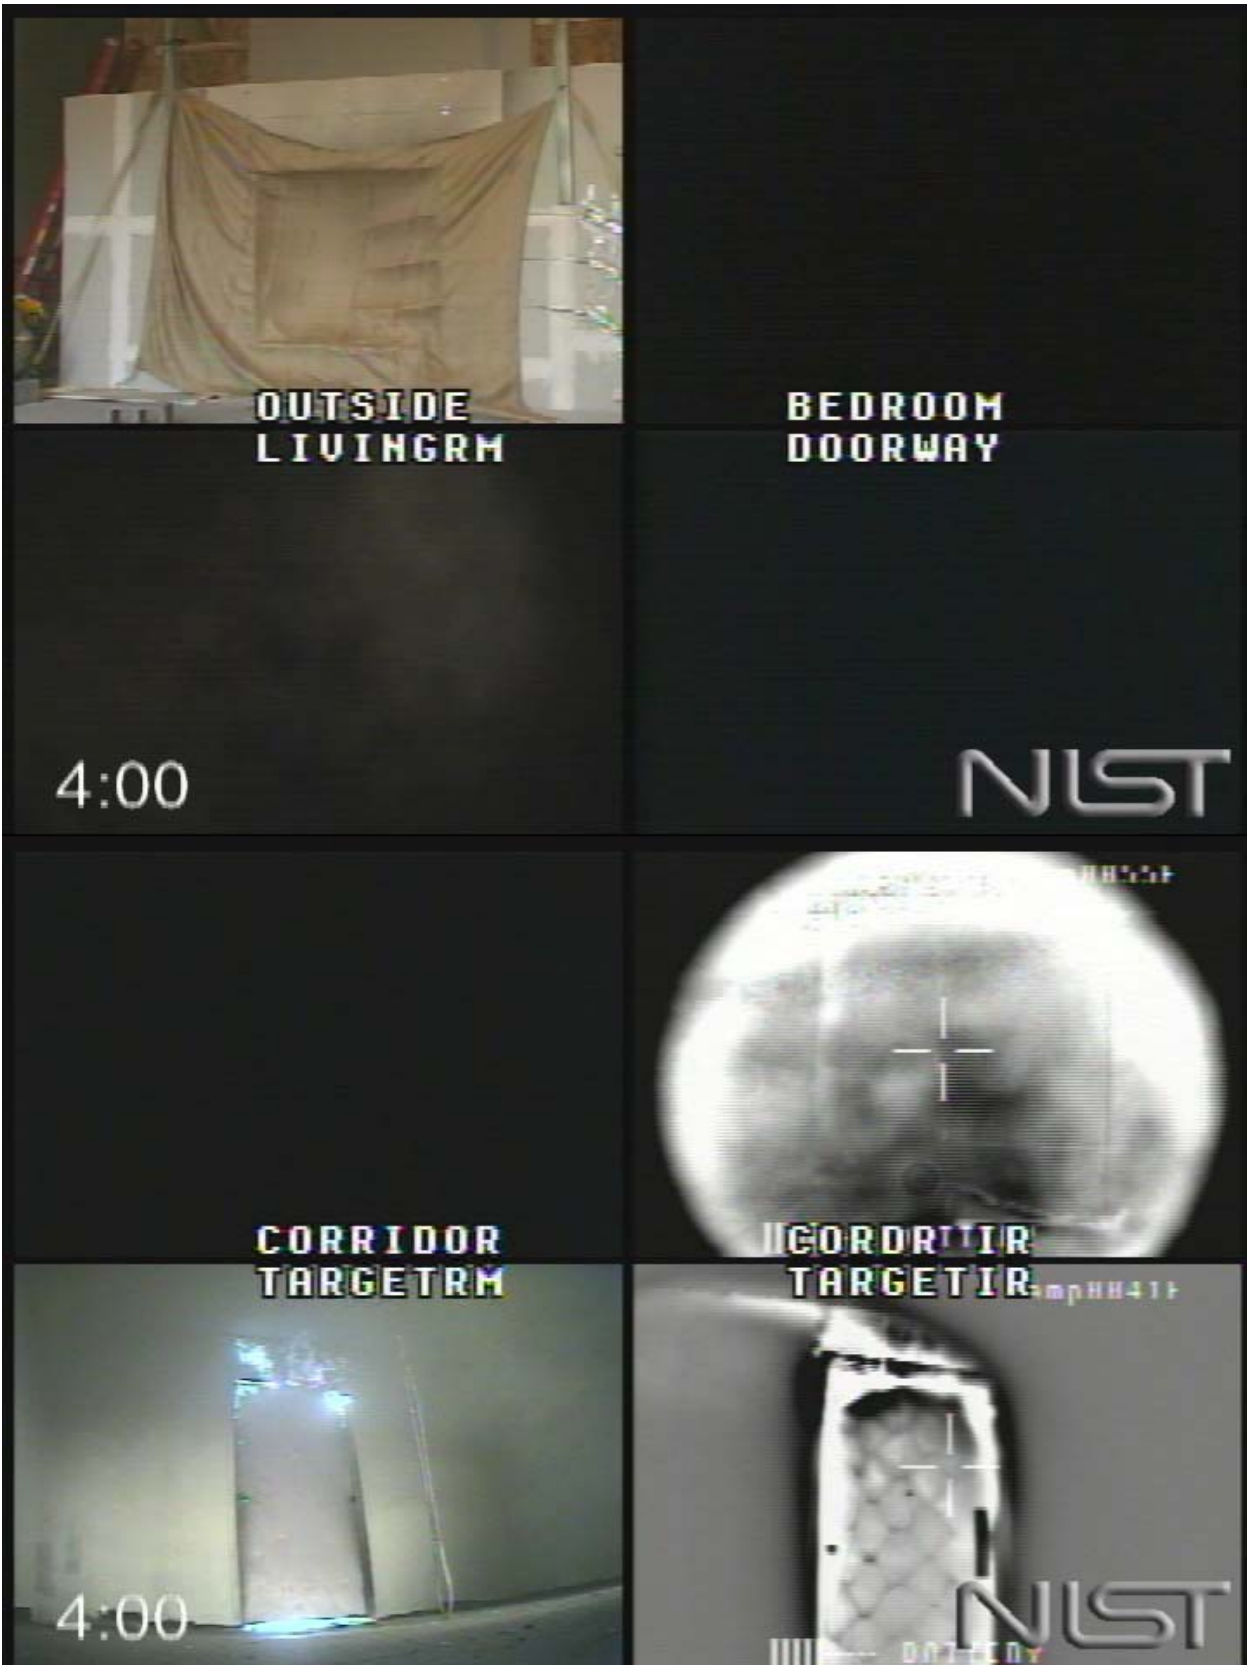 OUTSIDE
BEDROOM
LIVINGRM
DOORWAY
4:00
NIST
CORRIDOR
TARGETRM
TARGETIR
4:00
NIST